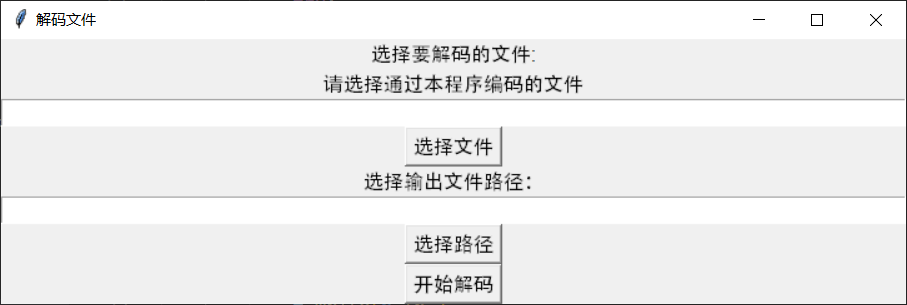 解码文件
选择要解码的文件:
请选择通过本程序编码的文件
选择文件
选择输出文件路径：
选择路径
开始解码